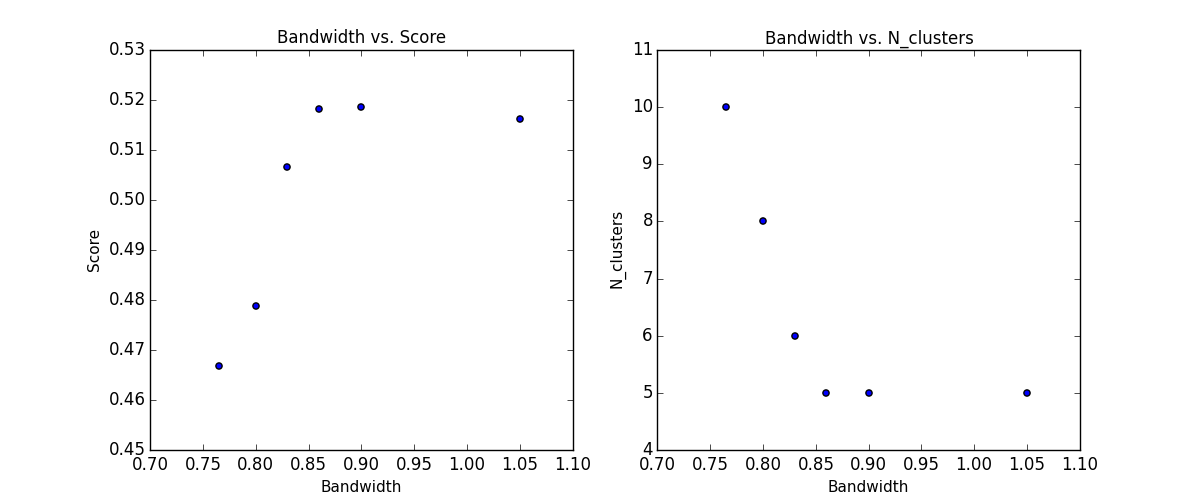 Bandwidth vs. Score
0.53
0.52
0.51
0.50
0.49
0.48
0.47
0.46
0.45
Score
0.70 0.75 0.80 0.85 0.90 0.95 1.00 1.05 1.10
Bandwidth
Bandwidth vs. N_clusters
11
10
9
8
7
6
5
4
N_clusters
0.70 0.75 0.80 0.85 0.90 0.95 1.00 1.05 1.10
Bandwidth